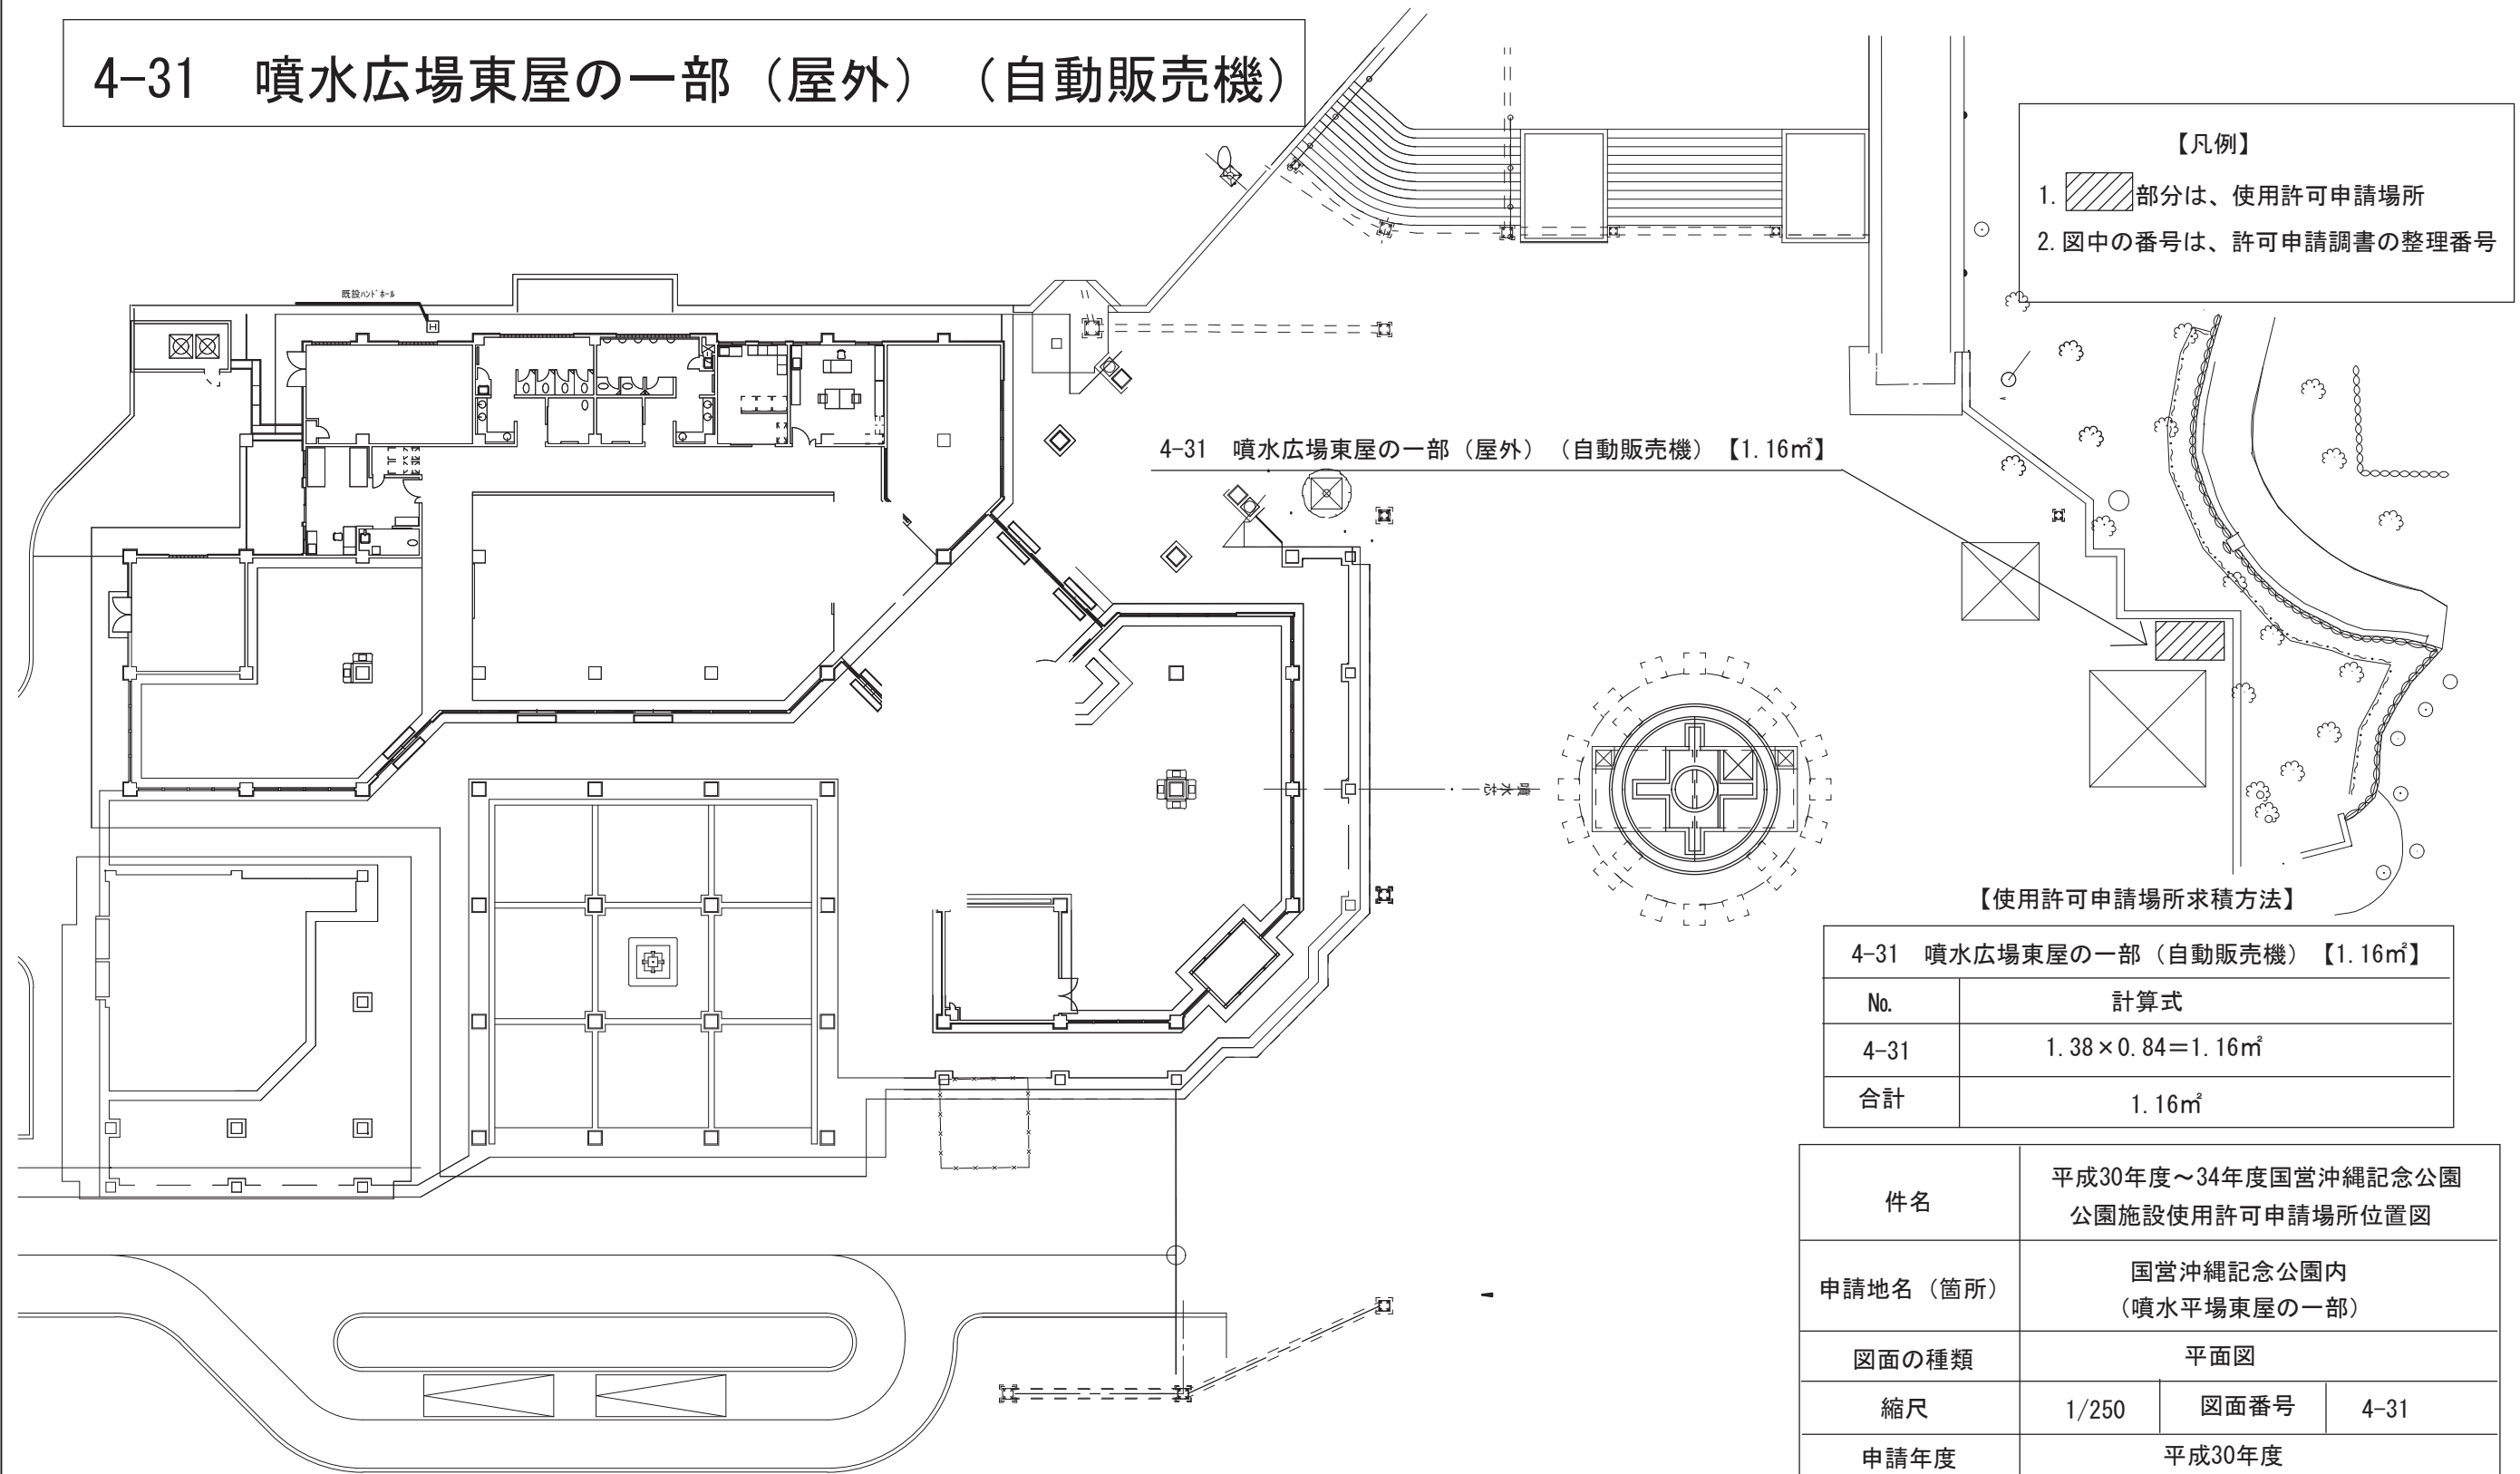 4-31　噴水広場東屋の一部（屋外）（自動販売機）
【凡例】
1. 部分は、使用許可申請場所
2. 図中の番号は、許可申請調書の整理番号
既設ﾊﾝﾄﾞﾎｰﾙ
H
4-31　噴水広場東屋の一部（屋外）（自動販売機）【1.16㎡】
噴水芯
【使用許可申請場所求積方法】
4-31　噴水広場東屋の一部（自動販売機）【1.16㎡】
No.　計算式
4-31　1.38×0.84＝1.16㎡
合計　1.16㎡
件名　平成30年度～34年度国営沖縄記念公園
公園施設使用許可申請場所位置図
申請地名（箇所）　国営沖縄記念公園内
（噴水平場東屋の一部）
図面の種類　平面図
縮尺　1/250　図面番号　4-31
申請年度　平成30年度